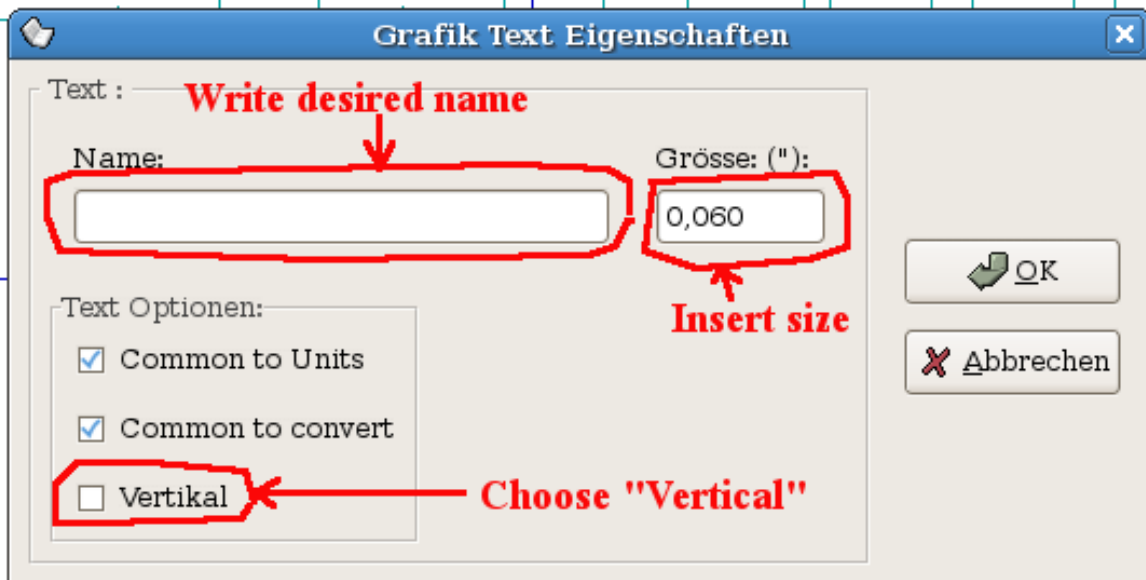 Grafik Text Eigenschaften
Text :
Write desired name
Name:
Grösse: ("):
0,060
OK
Insert size
Text Optionen:
Common to Units
Abbrechen
Common to convert
Vertikal
Choose "Vertical"